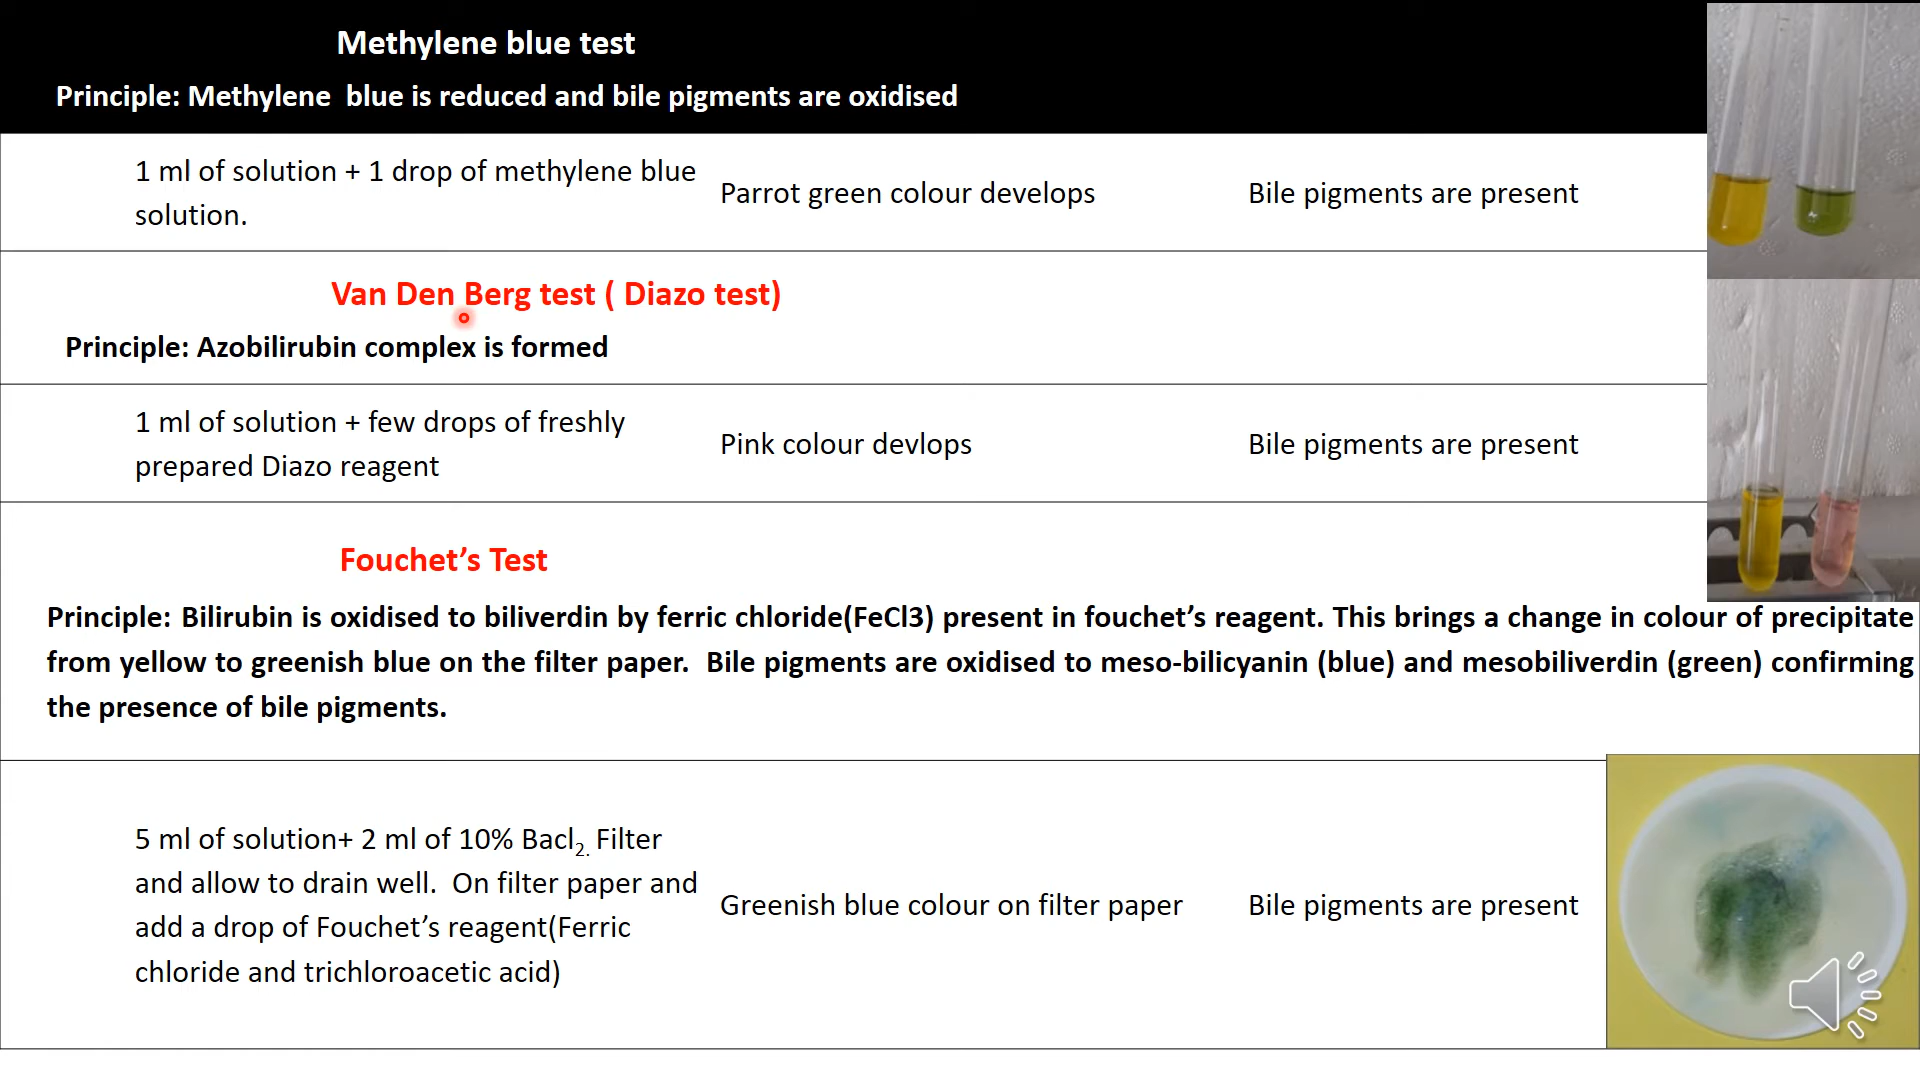 Methylene blue test
Principle: Methylene  blue is reduced and bile pigments are oxidised
1 ml of solution + 1 drop of methylene blue
solution.
Parrot green colour develops
Bile pigments are present
Van Den Berg test ( Diazo test)
Principle: Azobilirubin complex is formed
1 ml of solution + few drops of freshly
prepared Diazo reagent
Pink colour devlops
Bile pigments are present
Fouchet’s Test
Principle: Bilirubin is oxidised to biliverdin by ferric chloride(FeCl3) present in fouchet’s reagent. This brings a change in colour of precipitate
from yellow to greenish blue on the filter paper.  Bile pigments are oxidised to meso-bilicyanin (blue) and mesobiliverdin (green) confirming
the presence of bile pigments.
5 ml of solution+ 2 ml of 10% Bacl2. Filter
and allow to drain well.  On filter paper and
add a drop of Fouchet’s reagent(Ferric
chloride and trichloroacetic acid)
Greenish blue colour on filter paper
Bile pigments are present